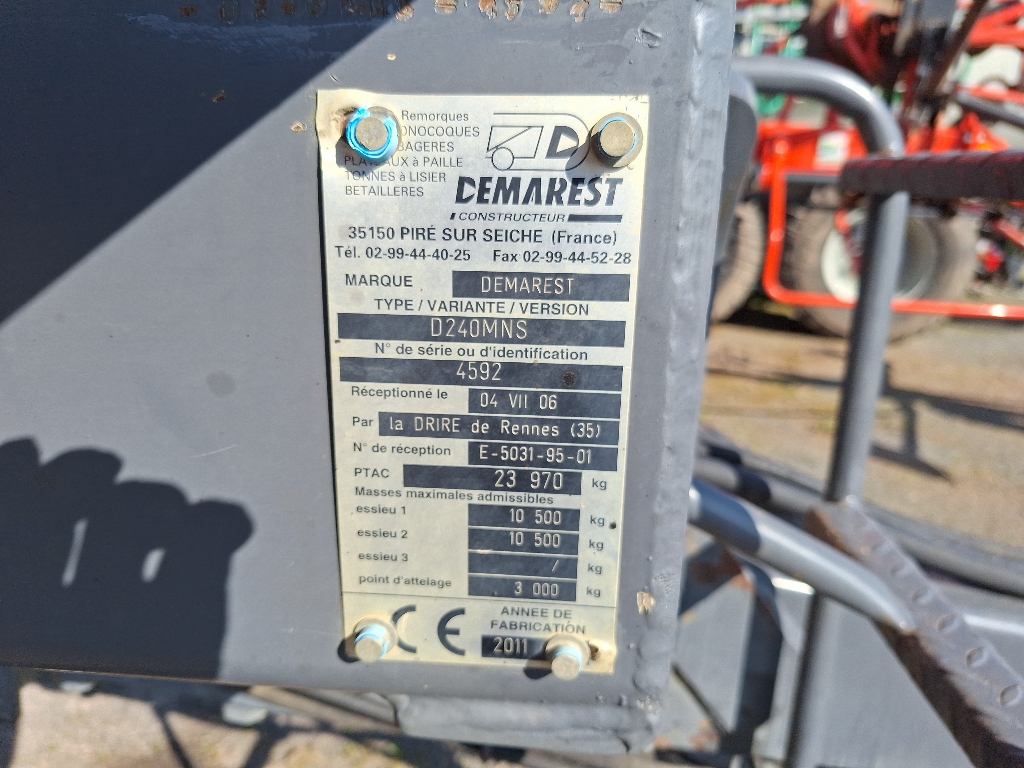 Remorques
PLATEAUX à PAILLE
TONNES à LISIER
BETAILLERES
D
DEMAREST
CONSTRUCTEUR
35150 PIRÉ SUR SEICHE (France)
Tél. 02-99-44-40-25 Fax 02-99-44-52-28
MARQUE DEMAREST
TYPE / VARIANTE / VERSION
D240MNS
N° de série ou d'identification
4592
Réceptionné le 04 VII 06
Par la DRIRE de Rennes (35)
N° de réception E-5031-95-01
PTAC 23 970 kg
Masses maximales admissibles
essieu 1 10 500 kg
essieu 2 10 500 kg
essieu 3 / kg
point d'attelage 3 000 kg
CE ANNEE DE
FABRICATION
2011